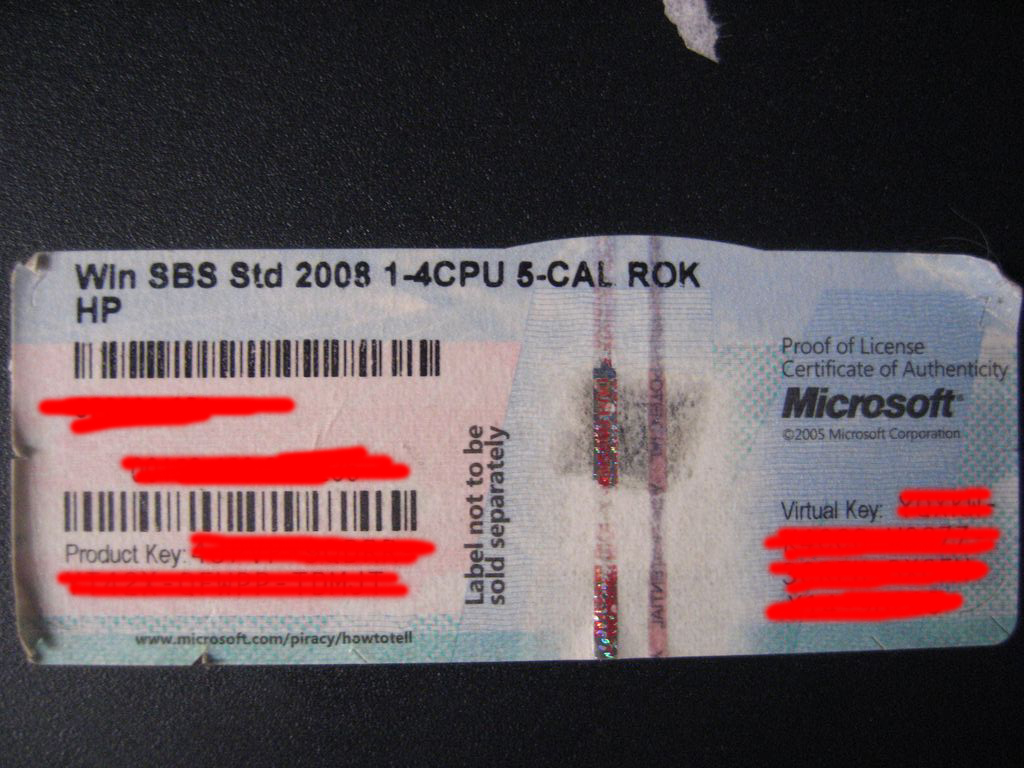 Win SBS Std 2008 1-4CPU 5-CAL ROK
HP
Product Key:
www.microsoft.com/piracy/howtotell
Label not to be
sold separately
Proof of License
Certificate of Authenticity
Microsoft®
©2005 Microsoft Corporation
Virtual Key: